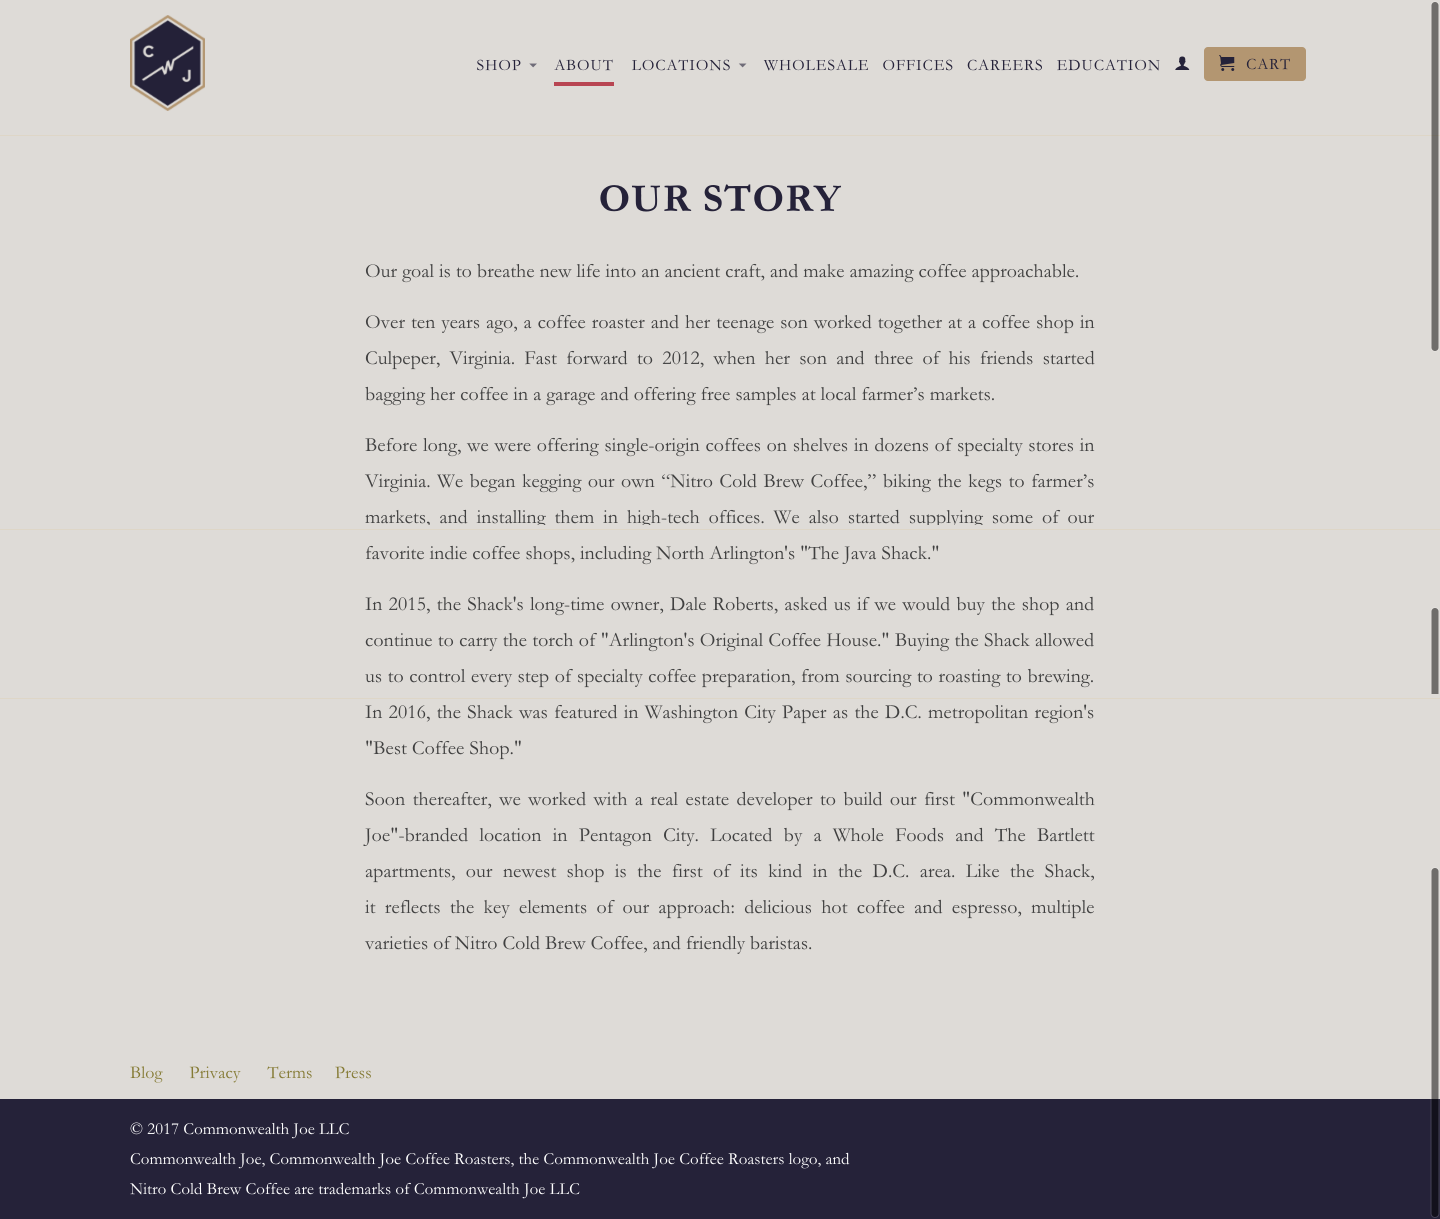 C
W
J
SHOP ABOUT LOCATIONS WHOLESALE OFFICES CAREERS EDUCATION CART
OUR STORY
Our goal is to breathe new life into an ancient craft, and make amazing coffee approachable.
Over ten years ago, a coffee roaster and her teenage son worked together at a coffee shop in
Culpeper, Virginia. Fast forward to 2012, when her son and three of his friends started
bagging her coffee in a garage and offering free samples at local farmer’s markets.
Before long, we were offering single-origin coffees on shelves in dozens of specialty stores in
Virginia. We began kegging our own “Nitro Cold Brew Coffee,” biking the kegs to farmer’s
markets, and installing them in high-tech offices. We also started supplying some of our
favorite indie coffee shops, including North Arlington's "The Java Shack."
In 2015, the Shack's long-time owner, Dale Roberts, asked us if we would buy the shop and
continue to carry the torch of "Arlington's Original Coffee House." Buying the Shack allowed
us to control every step of specialty coffee preparation, from sourcing to roasting to brewing.
In 2016, the Shack was featured in Washington City Paper as the D.C. metropolitan region's
"Best Coffee Shop."
Soon thereafter, we worked with a real estate developer to build our first "Commonwealth
Joe"-branded location in Pentagon City. Located by a Whole Foods and The Bartlett
apartments, our newest shop is the first of its kind in the D.C. area. Like the Shack,
it reflects the key elements of our approach: delicious hot coffee and espresso, multiple
varieties of Nitro Cold Brew Coffee, and friendly baristas.
Blog Privacy Terms Press
© 2017 Commonwealth Joe LLC
Commonwealth Joe, Commonwealth Joe Coffee Roasters, the Commonwealth Joe Coffee Roasters logo, and
Nitro Cold Brew Coffee are trademarks of Commonwealth Joe LLC